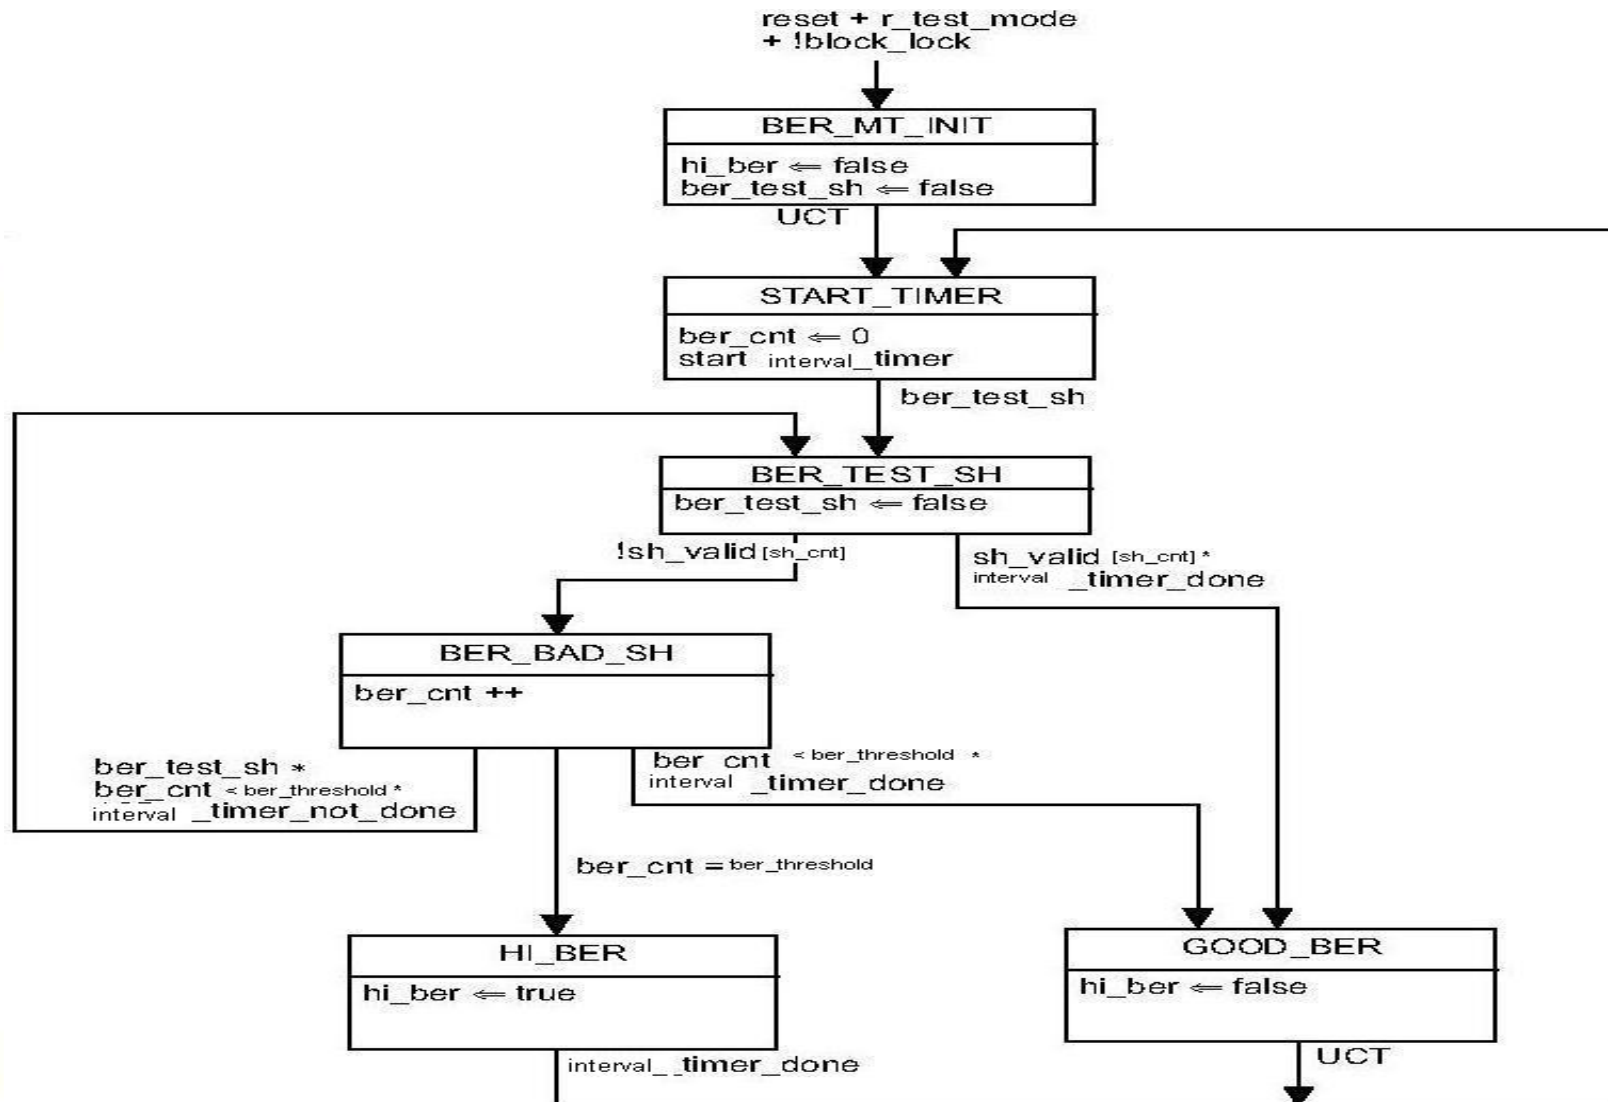 reset + r_test_mode
+ !block_lock
BER_MT_INIT
hi_ber ⇐ false
ber_test_sh ⇐ false
UCT
START_TIMER
ber_cnt ⇐ 0
start interval_timer
ber_test_sh
BER_TEST_SH
ber_test_sh ⇐ false
!sh_valid [sh_cnt]
sh_valid [sh_cnt] *
interval _timer_done
BER_BAD_SH
ber_cnt ++
ber_test_sh *
ber_cnt < ber_threshold *
interval _timer_not_done
ber_cnt < ber_threshold *
interval _timer_done
ber_cnt = ber_threshold
HI_BER
hi_ber ⇐ true
interval_ _timer_done
GOOD_BER
hi_ber ⇐ false
UCT